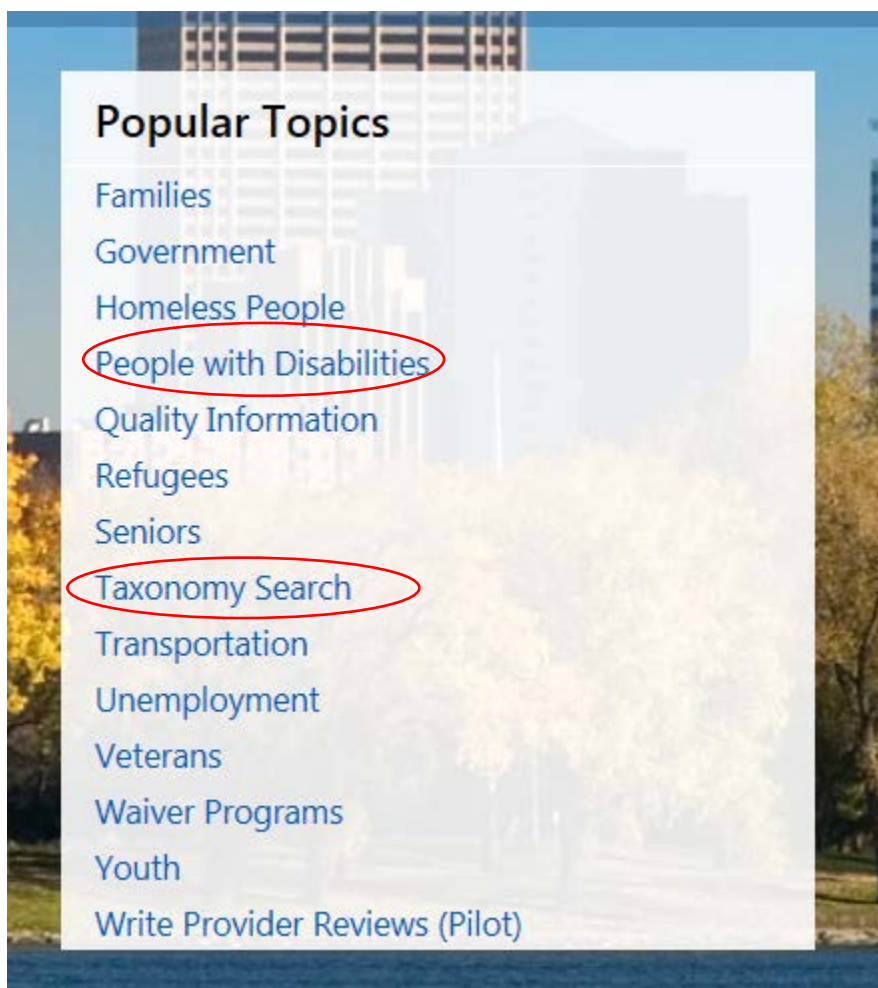 Popular Topics
Families
Government
Homeless People
People with Disabilities
Quality Information
Refugees
Seniors
Taxonomy Search
Transportation
Unemployment
Veterans
Waiver Programs
Youth
Write Provider Reviews (Pilot)